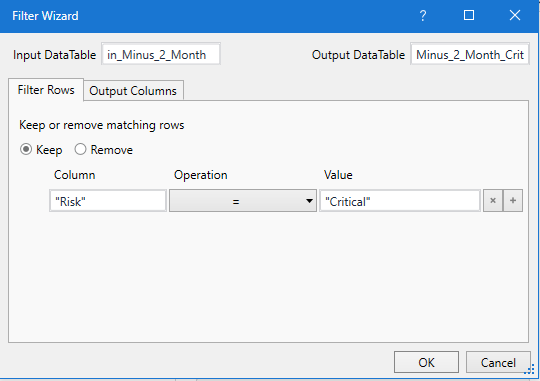 Filter Wizard
Input DataTable in_Minus_2_Month Output DataTable Minus_2_Month_Crit
Filter Rows Output Columns
Keep or remove matching rows
Keep Remove
Column Operation Value
"Risk" = "Critical"
OK Cancel